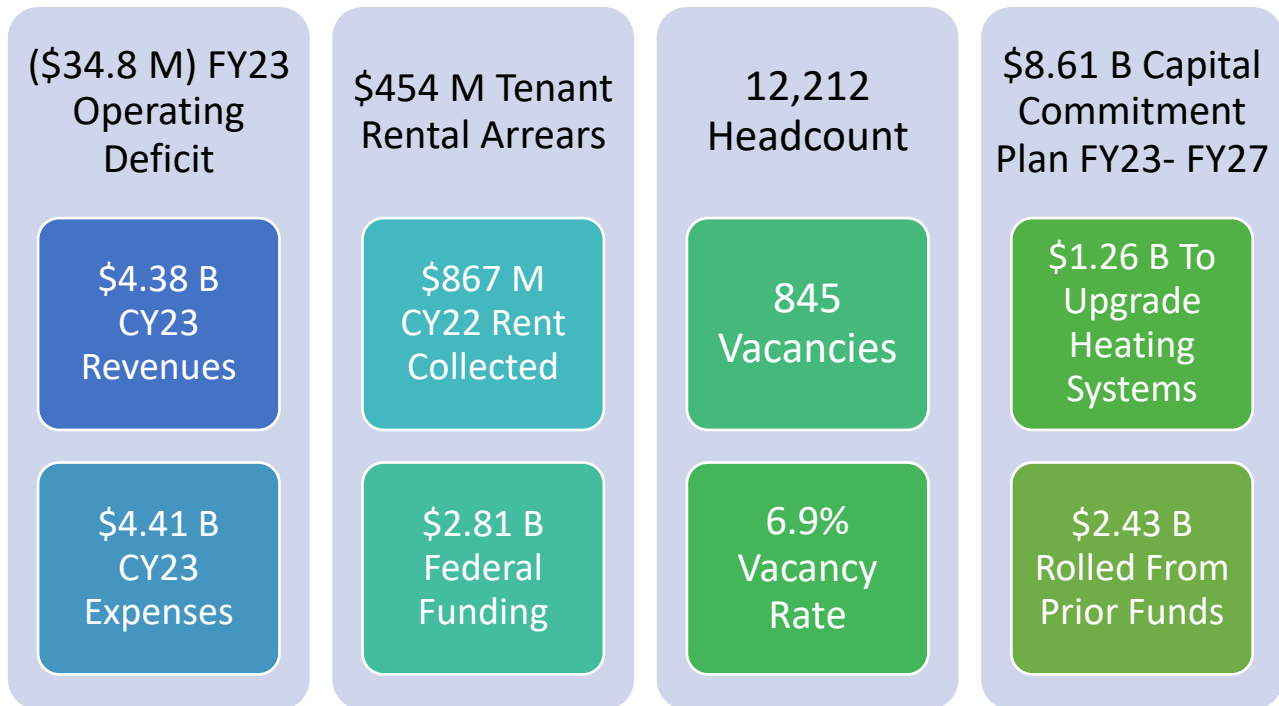 ($34.8 M) FY23
Operating
Deficit
$4.38 B
CY23
Revenues
$4.41 B
CY23
Expenses
$454 M Tenant
Rental Arrears
$867 M
CY22 Rent
Collected
$2.81 B
Federal
Funding
12,212
Headcount
845
Vacancies
6.9%
Vacancy
Rate
$8.61 B Capital
Commitment
Plan FY23- FY27
$1.26 B To
Upgrade
Heating
Systems
$2.43 B
Rolled From
Prior Funds